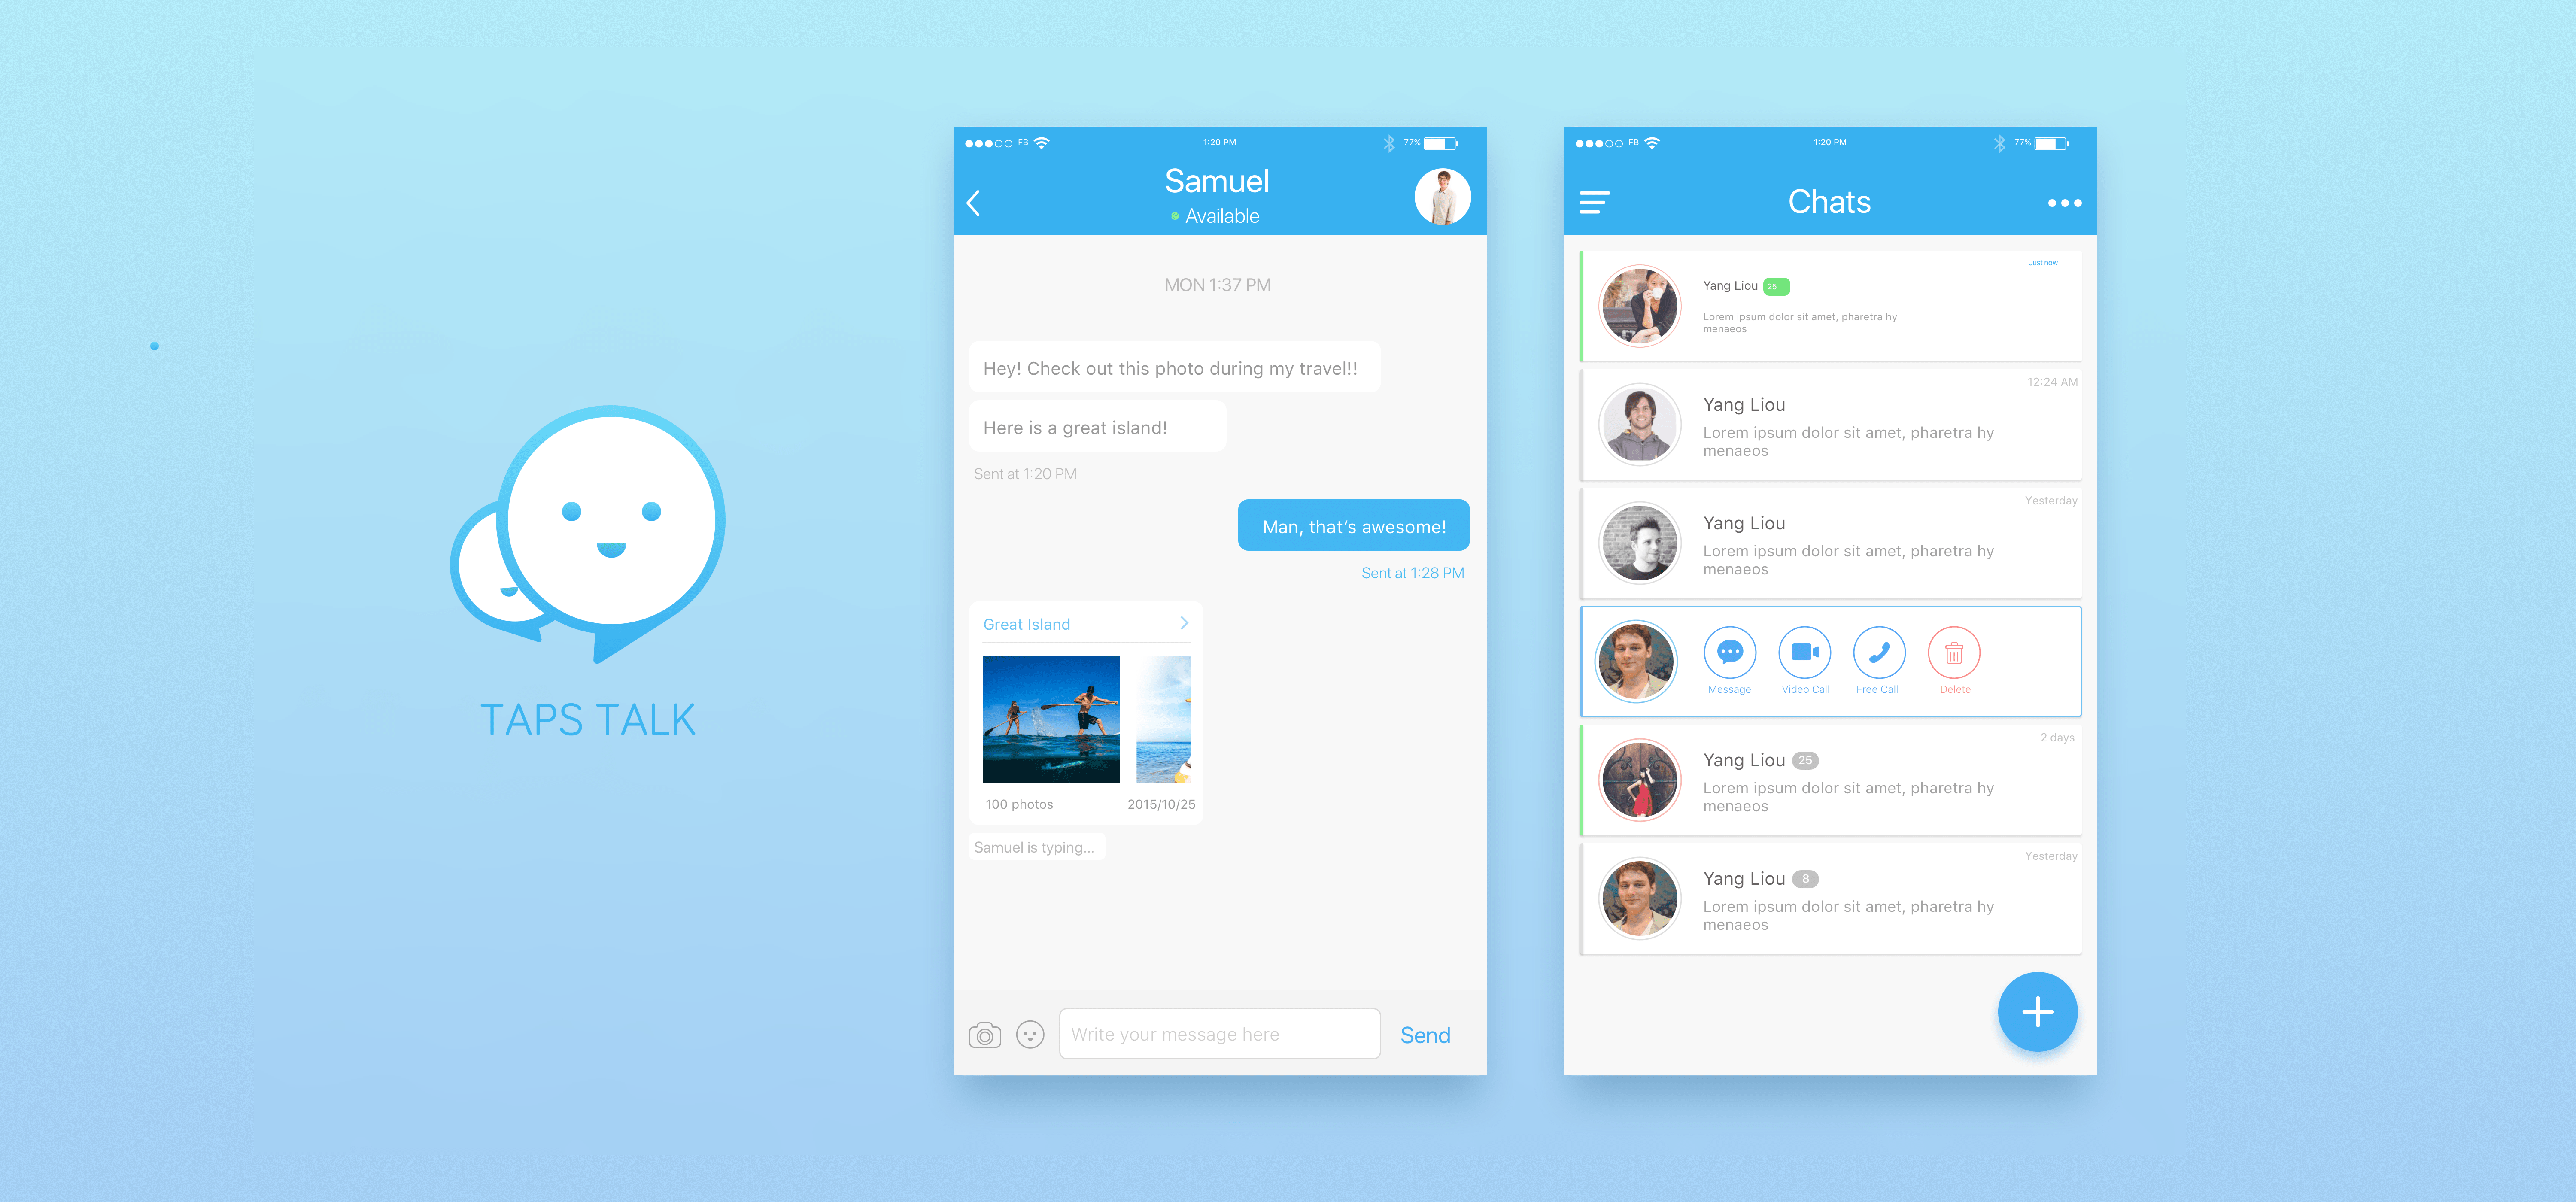 TAPS TALK
FB
1:20 PM
77%
Samuel
Available
MON 1:37 PM
Hey! Check out this photo during my travel!!
Here is a great island!
Sent at 1:20 PM
Man, that's awesome!
Sent at 1:28 PM
Great Island
100 photos
2015/10/25
Samuel is typing...
Write your message here
Send
FB
1:20 PM
77%
Chats
Just now
Yang Liou
25
Lorem ipsum dolor sit amet, pharetra hy
menaeos
12:24 AM
Yang Liou
Lorem ipsum dolor sit amet, pharetra hy
menaeos
Yesterday
Yang Liou
Lorem ipsum dolor sit amet, pharetra hy
menaeos
Message
Video Call
Free Call
Delete
2 days
Yang Liou
25
Lorem ipsum dolor sit amet, pharetra hy
menaeos
Yesterday
Yang Liou
8
Lorem ipsum dolor sit amet, pharetra hy
menaeos